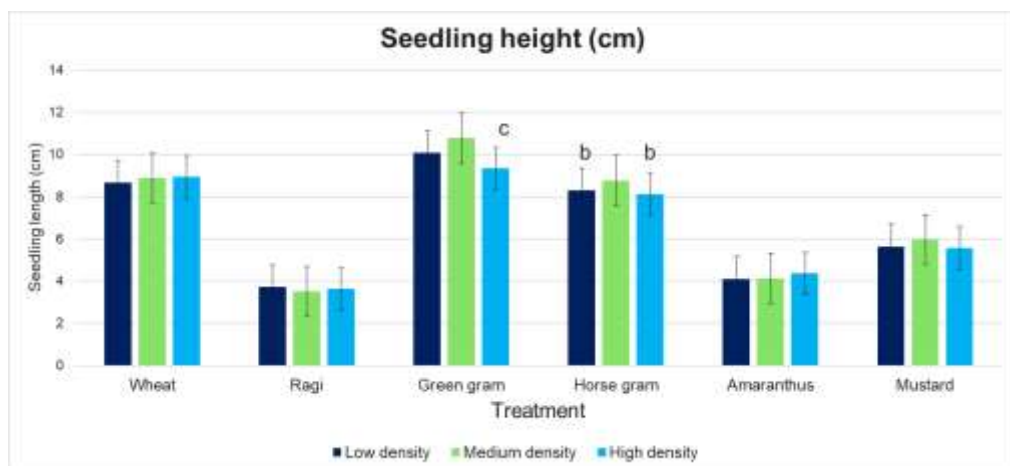 Seedling height (cm)
14
12
10
8
6
4
2
0
Seedling length (cm)
c
b b
Wheat Ragi Green gram Horse gram Amaranthus Mustard
Treatment
Low density Medium density High density